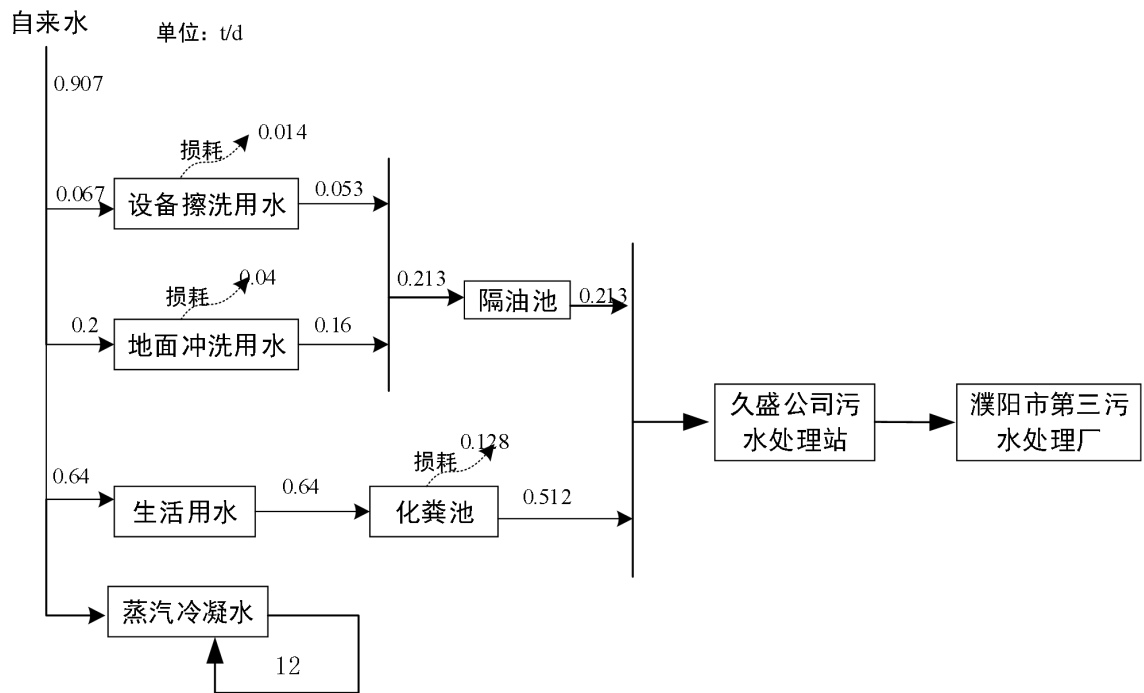 自来水
单位：t/d
0.907
损耗
0.014
0.067
设备擦洗用水
0.053
损耗
0.04
0.2
地面冲洗用水
0.16
0.213
隔油池
0.213
久盛公司污
水处理站
濮阳市第三污
水处理厂
0.64
生活用水
0.64
损耗
0.128
化粪池
0.512
蒸汽冷凝水
12